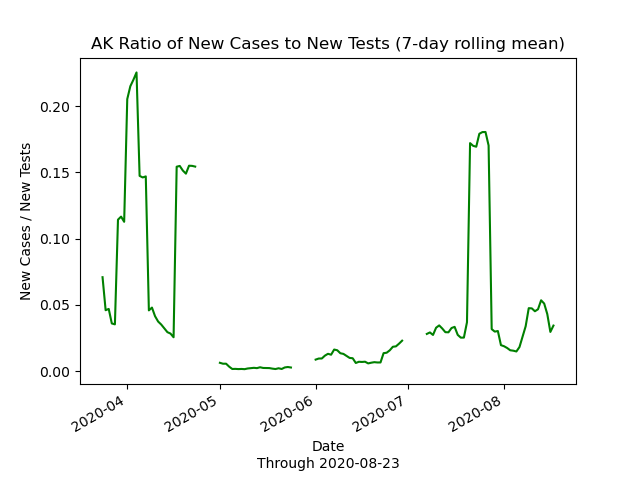 AK Ratio of New Cases to New Tests (7-day rolling mean)
New Cases / New Tests
0.20
0.15
0.10
0.05
0.00
2020-04
2020-05
2020-06
2020-07
2020-08
Date
Through 2020-08-23